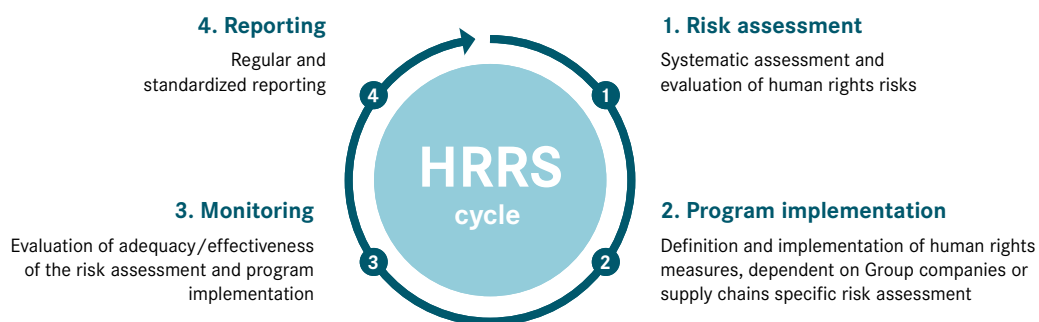 1. Risk assessment
Systematic assessment and
evaluation of human rights risks
2. Program implementation
Definition and implementation of human rights
measures, dependent on Group companies or
supply chains specific risk assessment
3. Monitoring
Evaluation of adequacy/effectiveness
of the risk assessment and program
implementation
4. Reporting
Regular and
standardized reporting
1
2
3
4
HRRS
cycle